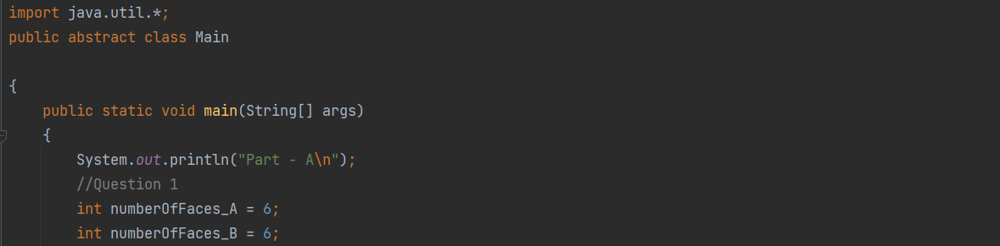 import java.util.*;
public abstract class Main
{
public static void main(String[] args)
{
System.out.println("Part - A\n");
//Question 1
int numberOfFaces_A = 6;
int numberOfFaces_B = 6;